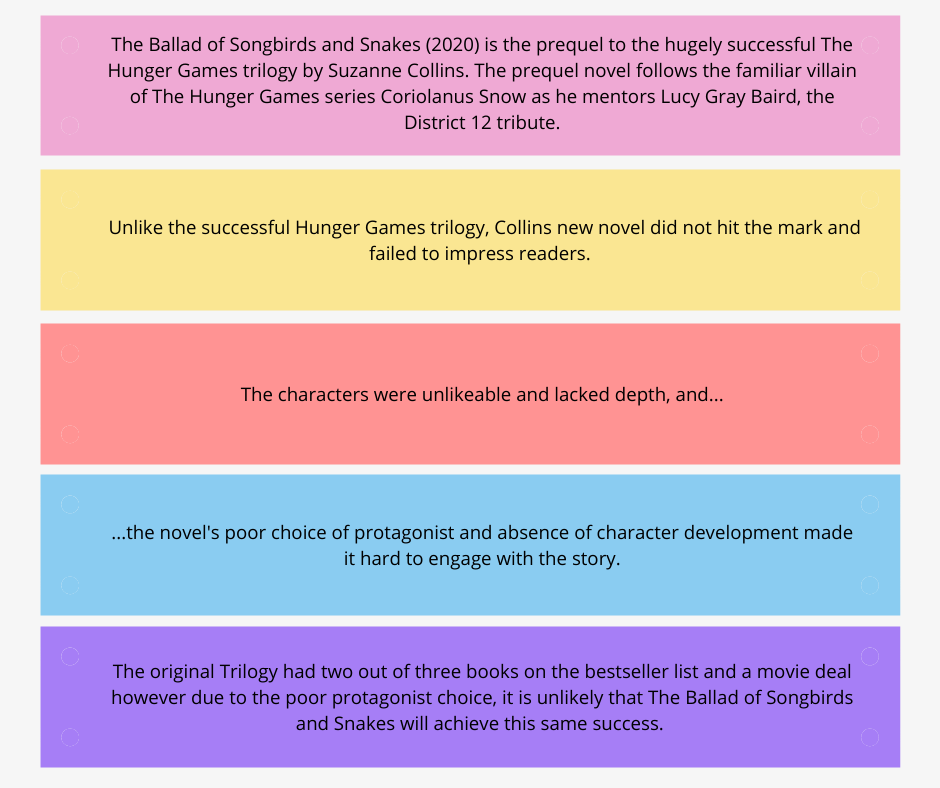 The Ballad of Songbirds and Snakes (2020) is the prequel to the hugely successful The
Hunger Games trilogy by Suzanne Collins. The prequel novel follows the familiar villain
of The Hunger Games series Coriolanus Snow as he mentors Lucy Gray Baird, the
District 12 tribute.
Unlike the successful Hunger Games trilogy, Collins new novel did not hit the mark and
failed to impress readers.
The characters were unlikeable and lacked depth, and...
...the novel's poor choice of protagonist and absence of character development made
it hard to engage with the story.
The original Trilogy had two out of three books on the bestseller list and a movie deal
however due to the poor protagonist choice, it is unlikely that The Ballad of Songbirds
and Snakes will achieve this same success.